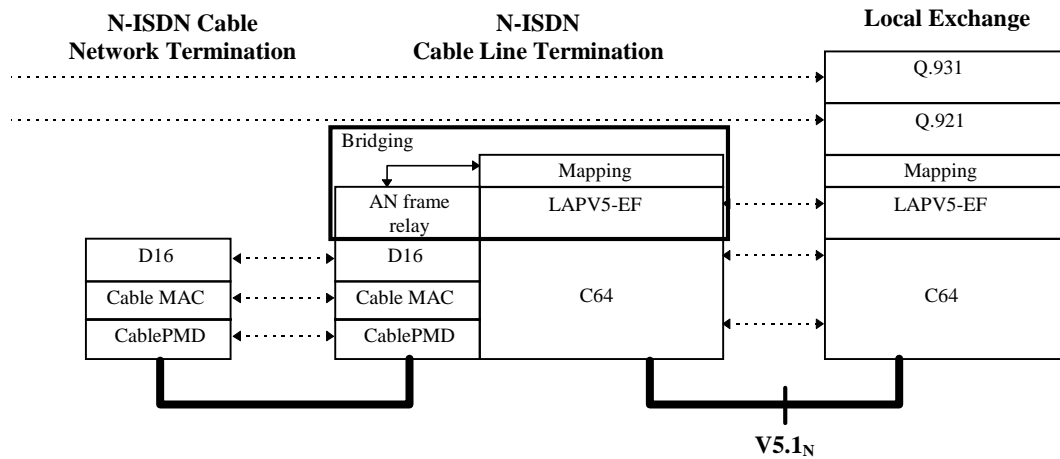 N-ISDN Cable
Network Termination
N-ISDN
Cable Line Termination
Local Exchange
Q.931
Q.921
Bridging
Mapping
Mapping
AN frame
relay
LAPV5-EF
LAPV5-EF
D16
D16
C64
C64
Cable MAC
Cable MAC
CablePMD
CablePMD
V5.1N